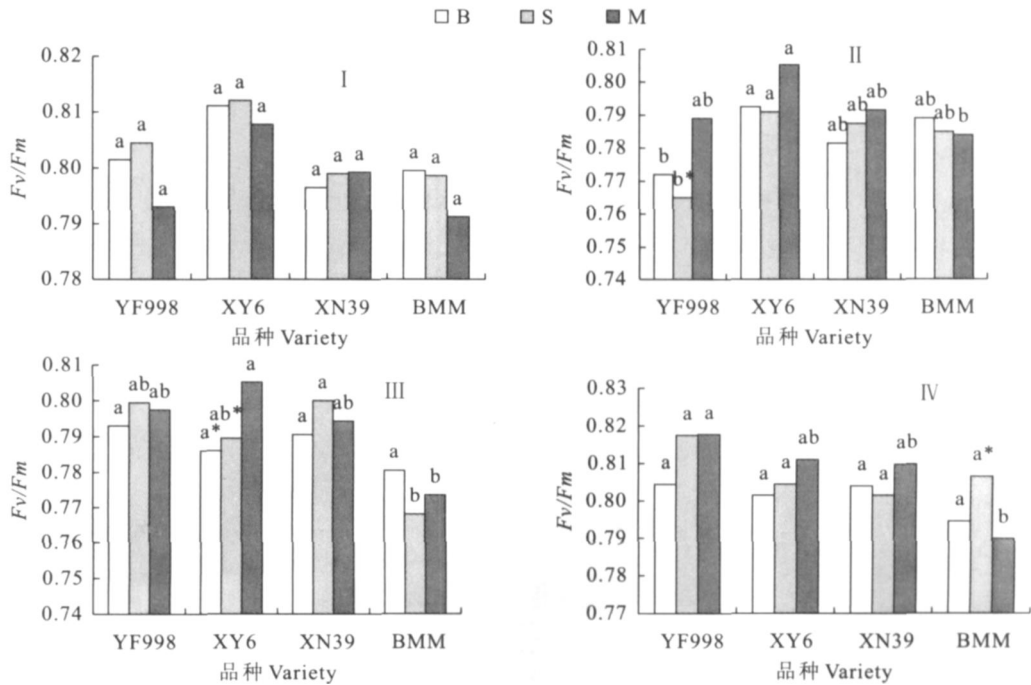 B S M
Fv/Fm
0.82
0.81
0.80
0.79
0.78
I
a a a
a a a
a a a
a a a
YF998 XY6 XN39 BMM
品种 Variety
Fv/Fm
0.81
0.80
0.79
0.78
0.77
0.76
0.75
0.74
II
b b* ab
a a a
ab ab ab
ab ab b
YF998 XY6 XN39 BMM
品种 Variety
Fv/Fm
0.81
0.80
0.79
0.78
0.77
0.76
0.75
0.74
III
a ab ab
a* ab* a
a a ab
a b b
YF998 XY6 XN39 BMM
品种 Variety
Fv/Fm
0.83
0.82
0.81
0.80
0.79
0.78
0.77
IV
a a a
a a ab
a a ab
a a* b
YF998 XY6 XN39 BMM
品种 Variety